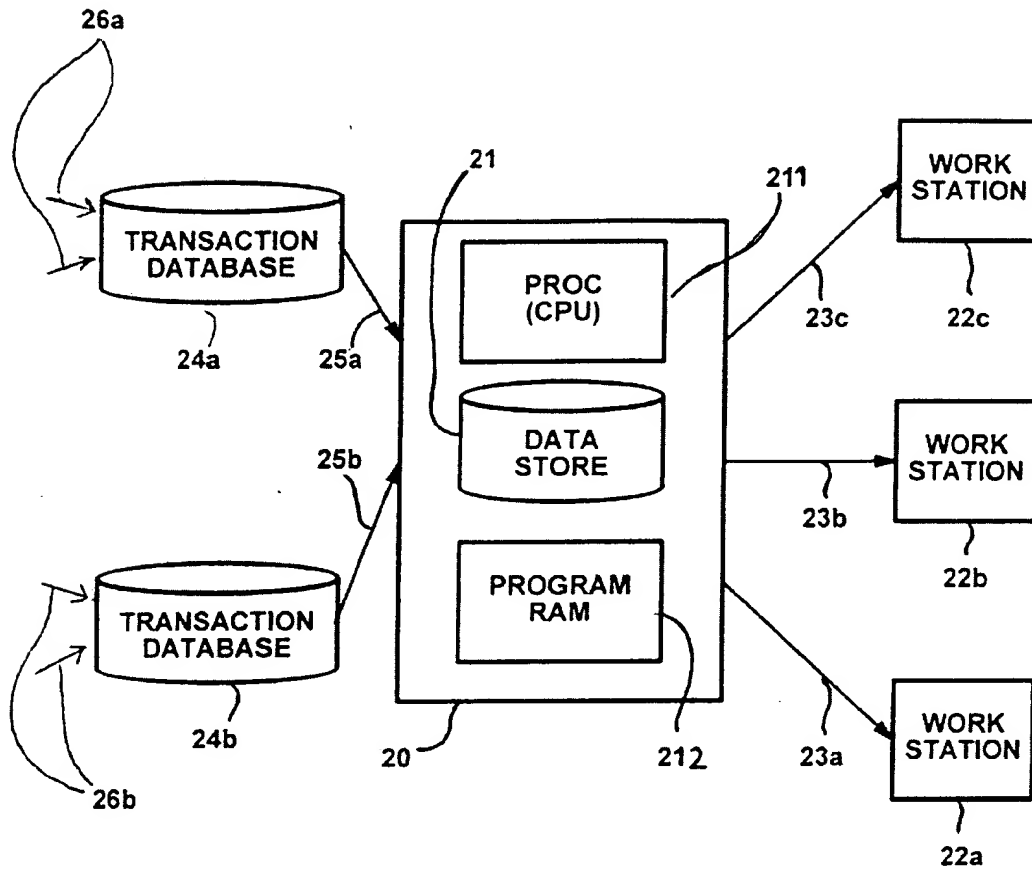 26a
TRANSACTION
DATABASE
24a
25a
21
PROC
(CPU)
211
DATA
STORE
PROGRAM
RAM
20
212
25b
TRANSACTION
DATABASE
24b
26b
WORK
STATION
22c
23c
WORK
STATION
22b
23b
WORK
STATION
22a
23a